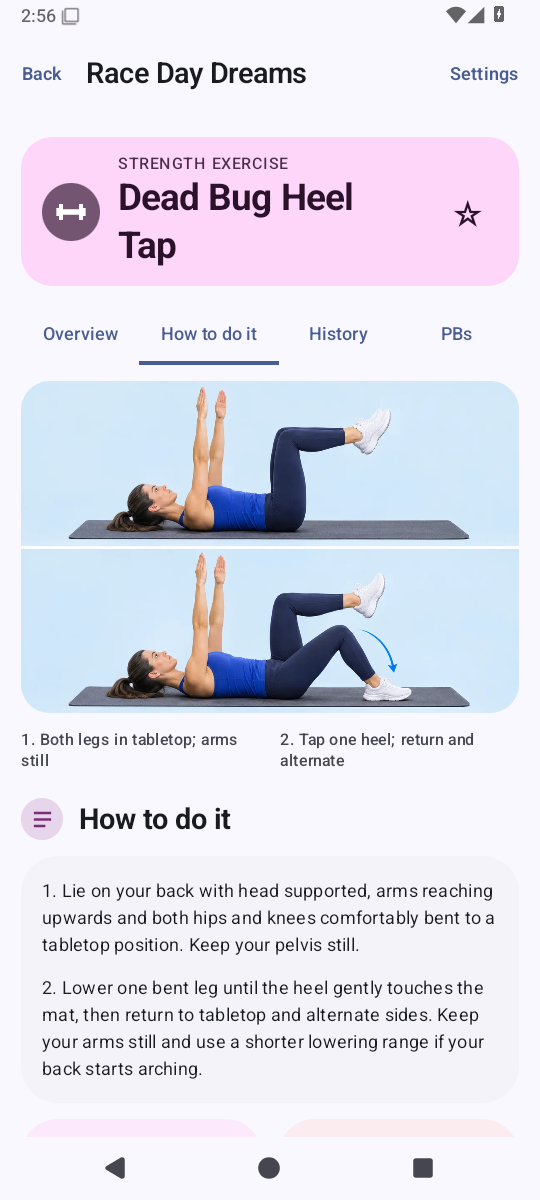 2:56
Back
Race Day Dreams
Settings
STRENGTH EXERCISE
Dead Bug Heel
Tap
Overview
How to do it
History
PBs
1. Both legs in tabletop; arms
still
2. Tap one heel; return and
alternate
How to do it
1. Lie on your back with head supported, arms reaching
upwards and both hips and knees comfortably bent to a
tabletop position. Keep your pelvis still.
2. Lower one bent leg until the heel gently touches the
mat, then return to tabletop and alternate sides. Keep
your arms still and use a shorter lowering range if your
back starts arching.